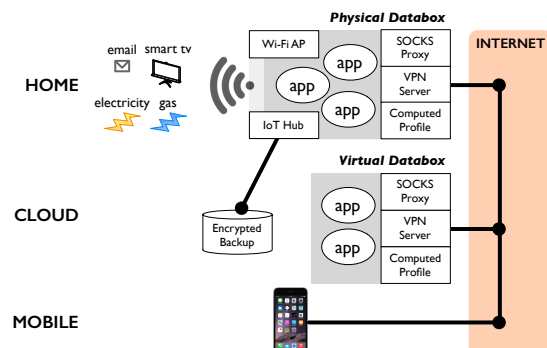 Physical Databox
email smart tv
Wi-Fi AP
SOCKS
Proxy
INTERNET
HOME
app
app
app
VPN
Server
electricity gas
IoT Hub
Computed
Profile
Virtual Databox
SOCKS
Proxy
CLOUD
Encrypted
Backup
app
app
VPN
Server
Computed
Profile
MOBILE